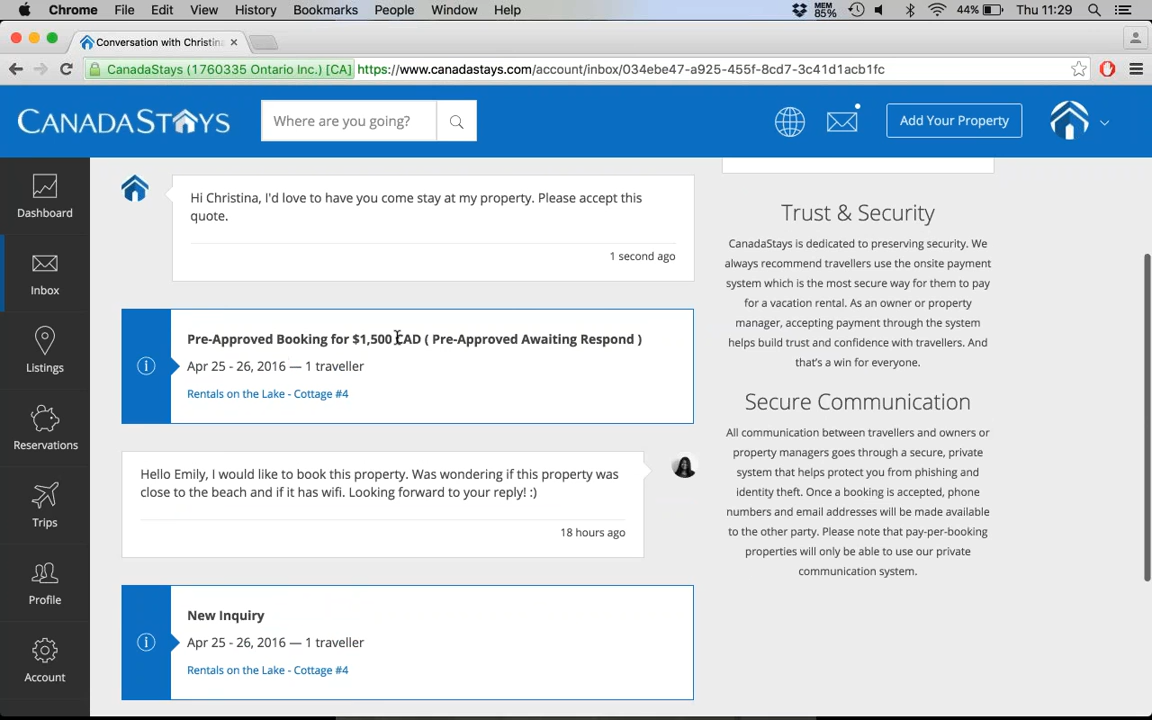 Chrome File Edit View History Bookmarks People Window Help MEM 85% 44% Thu 11:29
Conversation with Christin
CanadaStays (1760335 Ontario Inc.) [CA] https://www.canadastays.com/account/inbox/034ebe47-a925-455f-8cd7-3c41d1acb1fc
CANADASTAYS Where are you going? Add Your Property
Dashboard
Inbox
Listings
Reservations
Trips
Profile
Account
Hi Christina, I'd love to have you come stay at my property. Please accept this
quote.
1 second ago
Pre-Approved Booking for $1,500 CAD ( Pre-Approved Awaiting Respond )
Apr 25 - 26, 2016 — 1 traveller
Rentals on the Lake - Cottage #4
Hello Emily, I would like to book this property. Was wondering if this property was
close to the beach and if it has wifi. Looking forward to your reply! :)
18 hours ago
New Inquiry
Apr 25 - 26, 2016 — 1 traveller
Rentals on the Lake - Cottage #4
Trust & Security
CanadaStays is dedicated to preserving security. We
always recommend travellers use the onsite payment
system which is the most secure way for them to pay
for a vacation rental. As an owner or property
manager, accepting payment through the system
helps build trust and confidence with travellers. And
that's a win for everyone.
Secure Communication
All communication between travellers and owners or
property managers goes through a secure, private
system that helps protect you from phishing and
identity theft. Once a booking is accepted, phone
numbers and email addresses will be made available
to the other party. Please note that pay-per-booking
properties will only be able to use our private
communication system.